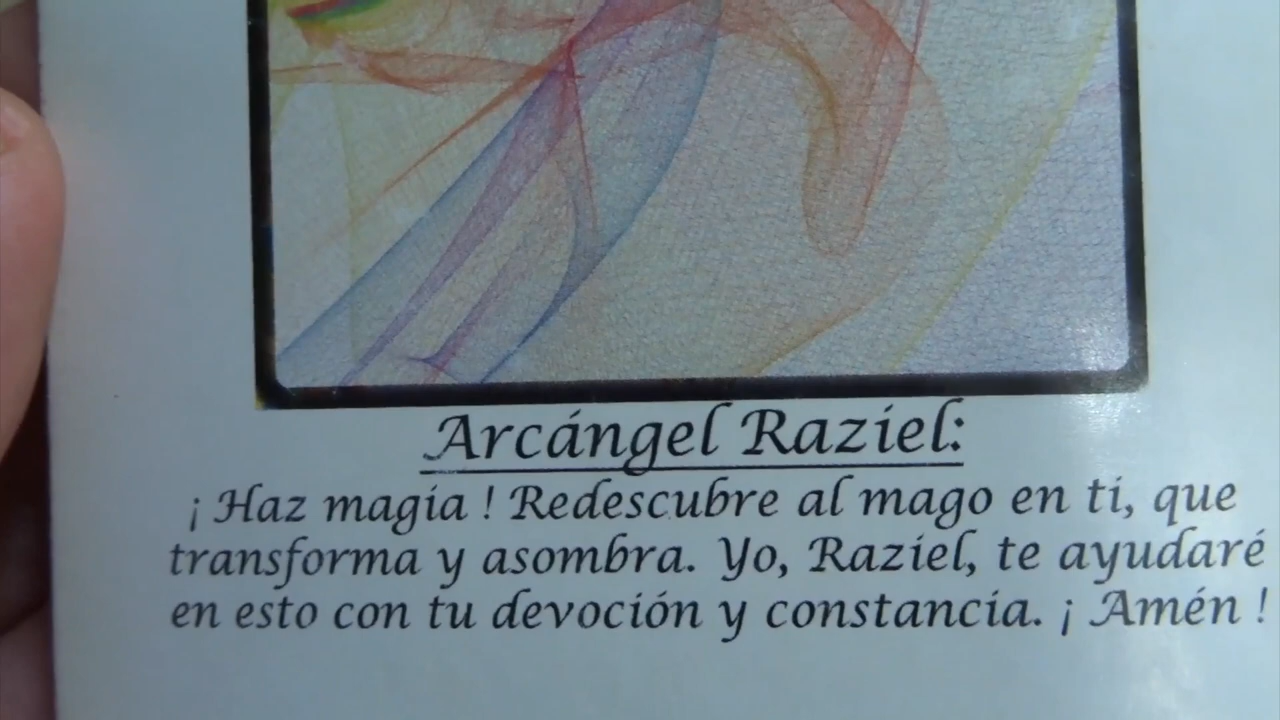 Arcángel Raziel:
¡ Haz magia ! Redescubre al mago en ti, que
transforma y asombra. Yo, Raziel, te ayudaré
en esto con tu devoción y constancia. ¡ Amén !